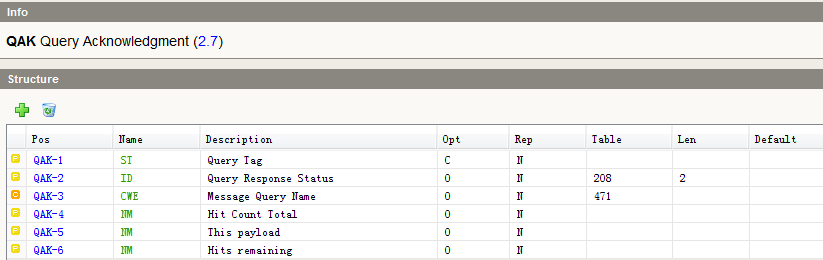 Info
QAK Query Acknowledgment (2.7)
Structure
Pos Name Description Opt Rep Table Len Default
P QAK-1 ST Query Tag C N
P QAK-2 ID Query Response Status O N 208 2
C QAK-3 CWE Message Query Name O N 471
P QAK-4 NM Hit Count Total O N
P QAK-5 NM This payload O N
P QAK-6 NM Hits remaining O N